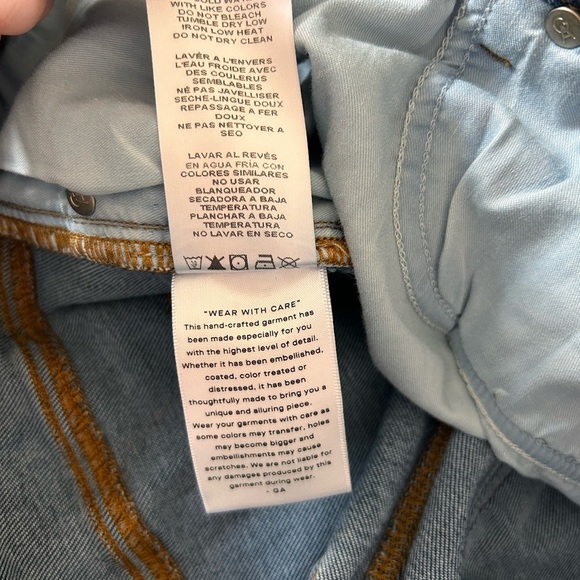 COLD WATER
WITH LIKE COLORS
DO NOT BLEACH
TUMBLE DRY LOW
IRON LOW HEAT
DO NOT DRY CLEAN
LAVÉR A L'ENVERS
L'EAU FROIDE AVEC
DES COULERUS
SEMBLABLES
NE PAS JAVELLISER
SECHÉ-LINGUE DOUX
REPASSAGE A FER
DOUX
NE PAS NETTOYER A
SEO
LAVAR AL REVÉS
EN AGUA FRÍA CON
COLORES SIMILARES
NO USAR
BLANQUEADOR
SECADORA A BAJA
TEMPERATURA
PLANCHAR A BAJA
TEMPERATURA
NO LAVAR EN SECO
"WEAR WITH CARE"
This hand-crafted garment has
been made especially for you
with the highest level of detail.
Whether it has been embellished,
coated, color treated or
distressed, it has been
thoughtfully made to bring you a
unique and alluring piece.
Wear your garments with care as
some colors may transfer, holes
may become bigger and
embellishments may cause
scratches. We are not liable for
any damages produced by this
garment during wear.
- GA